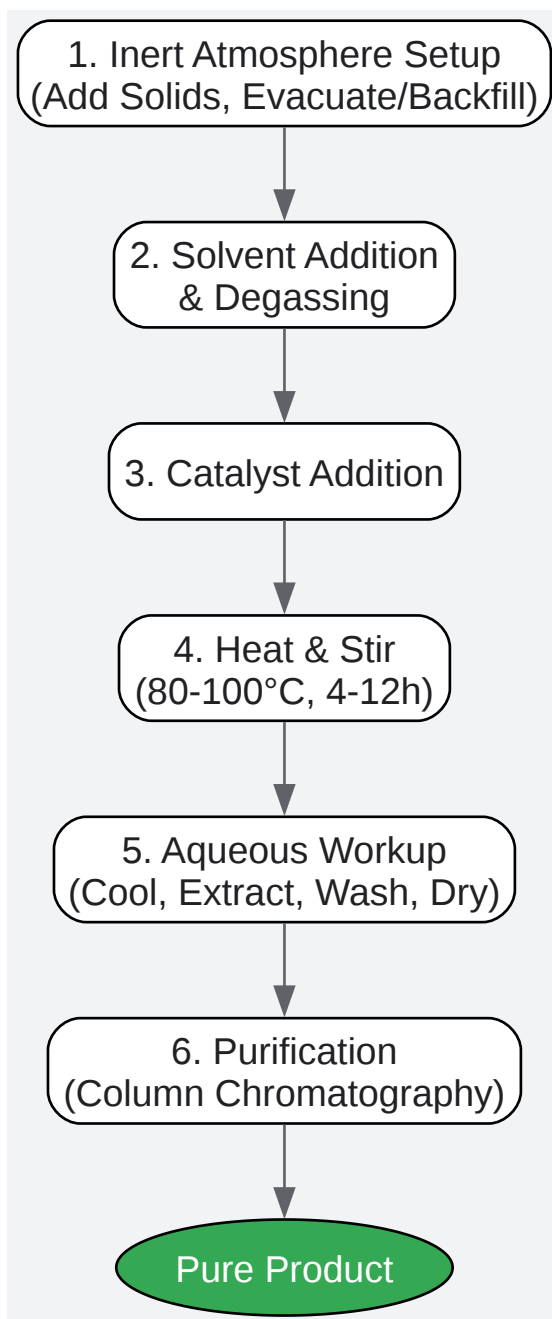 1. Inert Atmosphere Setup
(Add Solids, Evacuate/Backfill)
2. Solvent Addition
& Degassing
3. Catalyst Addition
4. Heat & Stir
(80-100°C, 4-12h)
5. Aqueous Workup
(Cool, Extract, Wash, Dry)
6. Purification
(Column Chromatography)
Pure Product